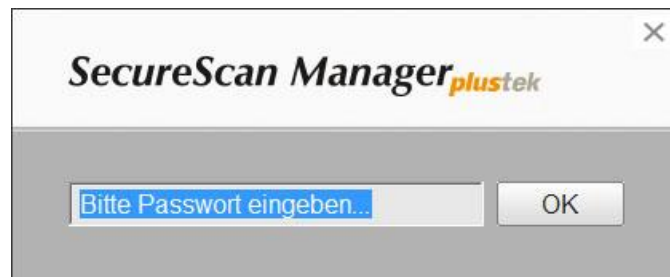 SecureScan Manager plustek
Bitte Passwort eingeben... OK